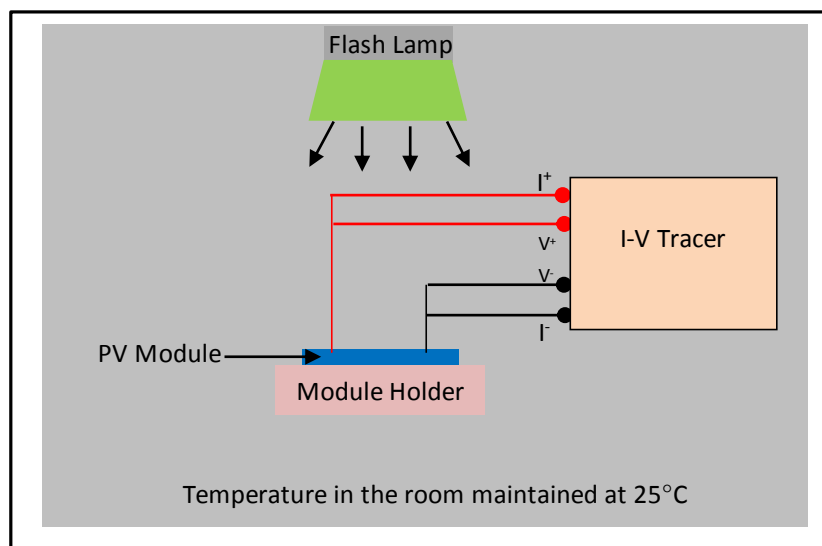 Flash Lamp
I⁺
V⁺
I-V Tracer
V⁻
I⁻
PV Module
Module Holder
Temperature in the room maintained at 25°C